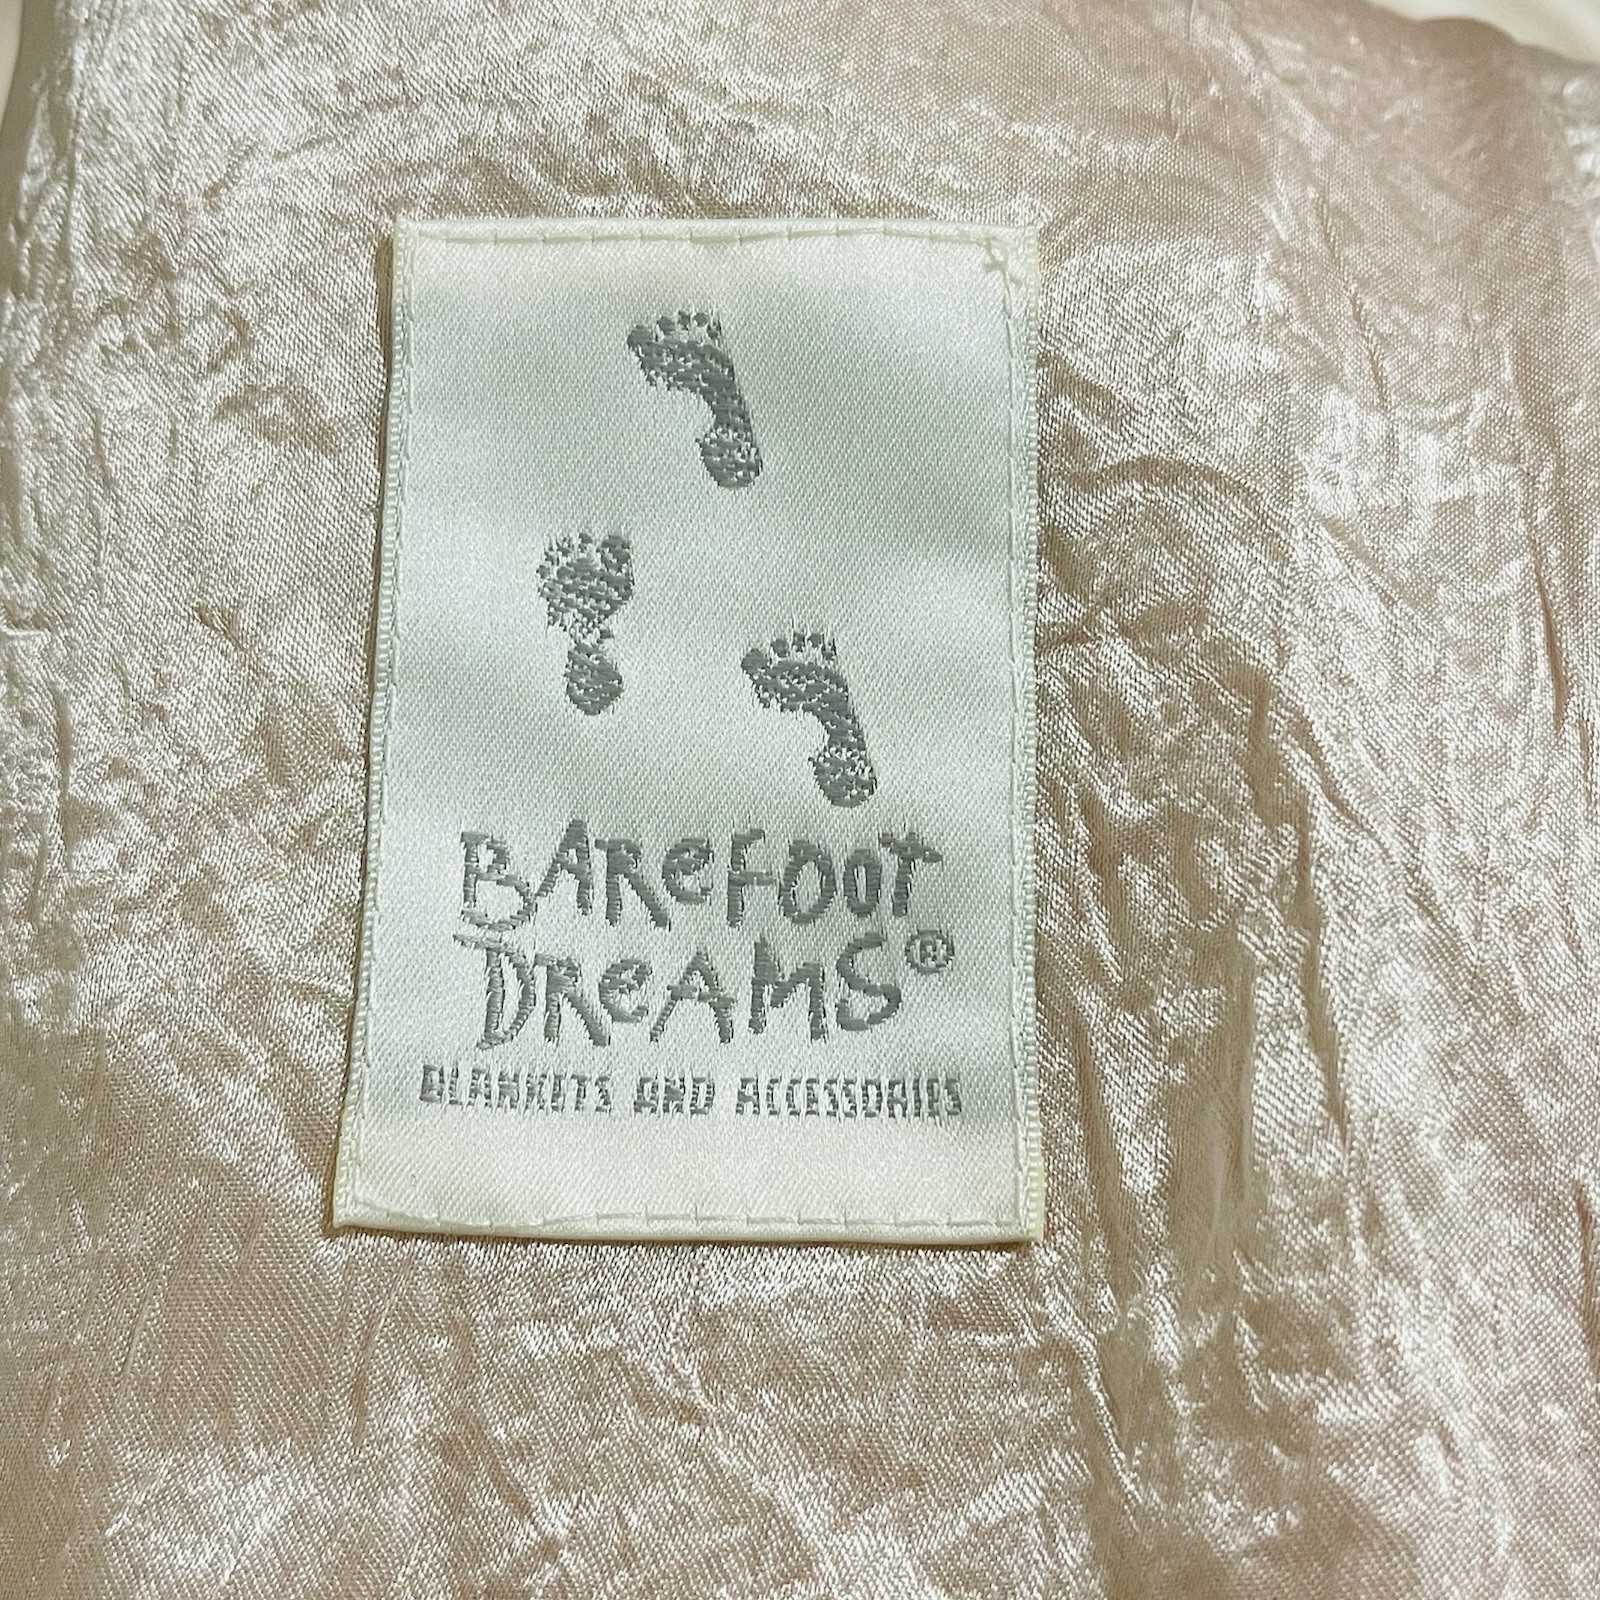 BAREFOOT
DREAMS®
BLANKETS AND ACCESSORIES